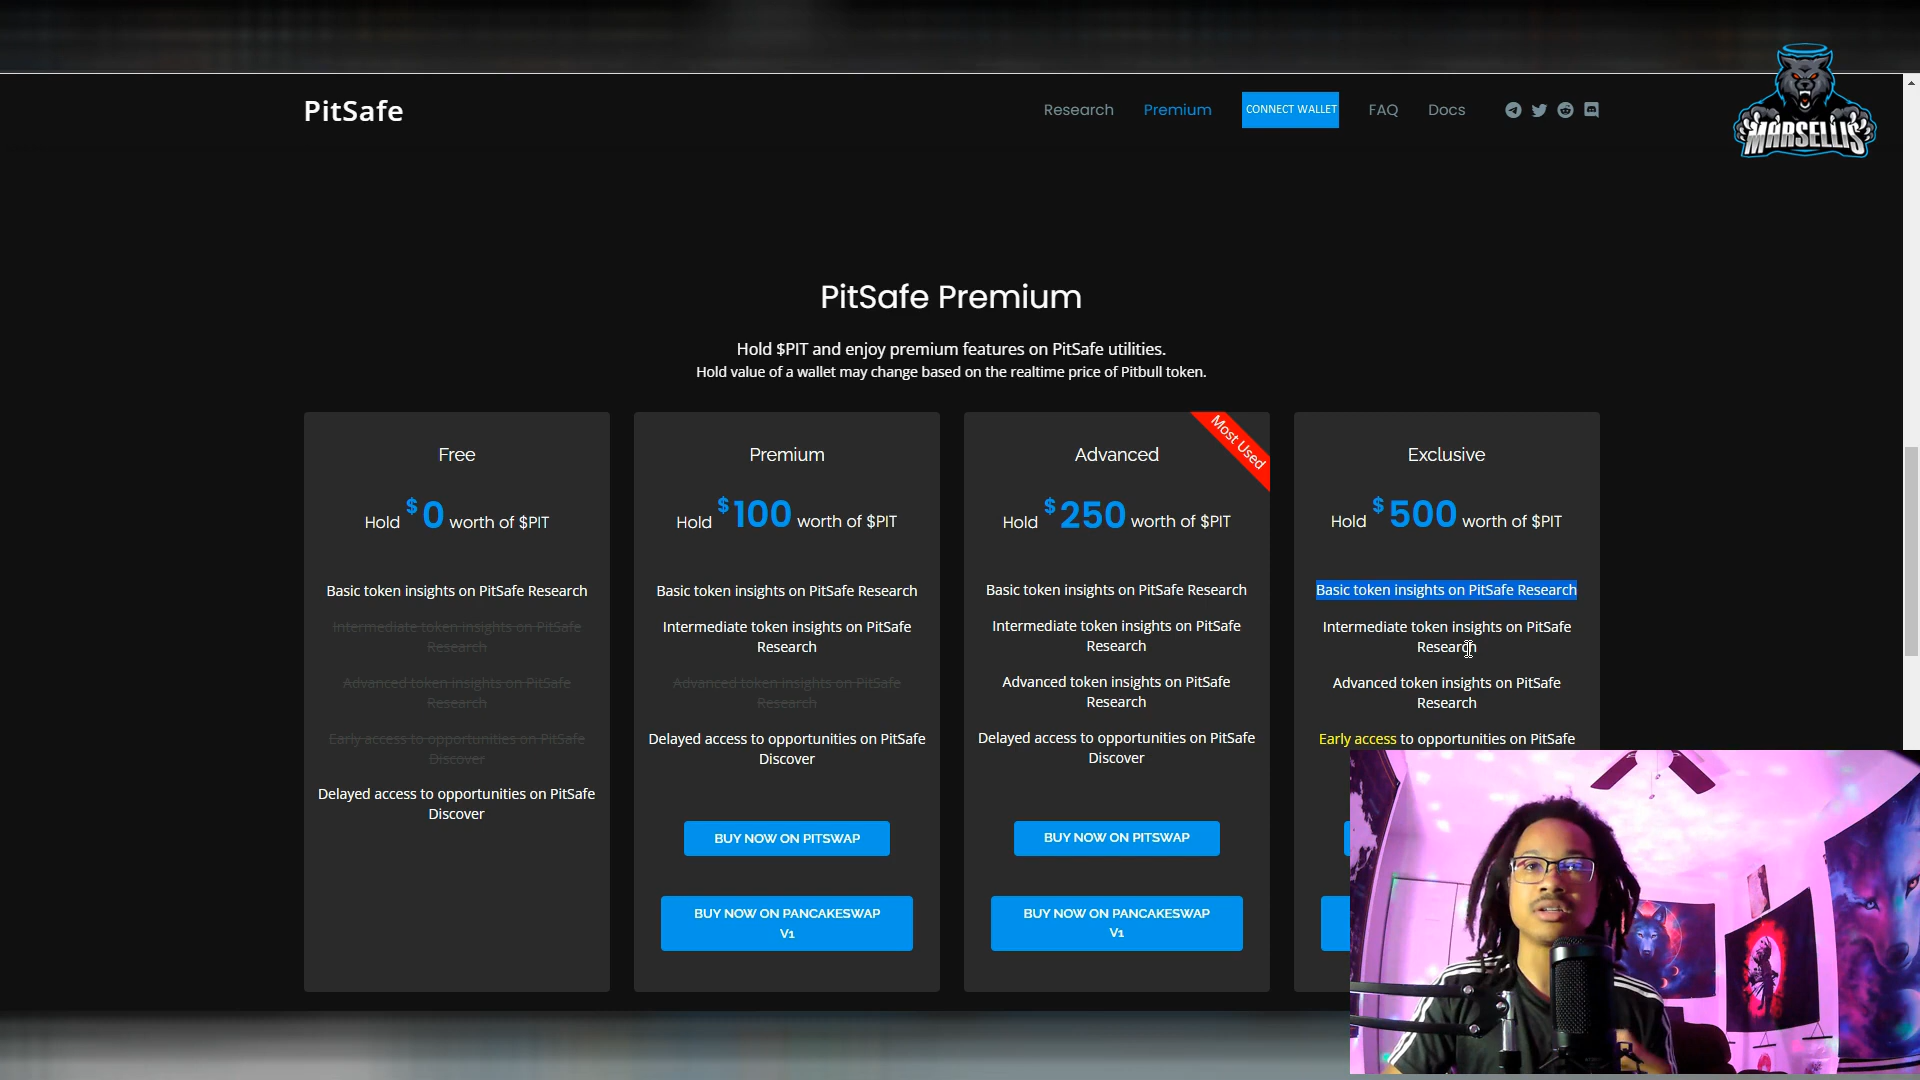 PitSafe
Research
Premium
CONNECT WALLET
FAQ
Docs
MARSELLIS
PitSafe Premium
Hold $PIT and enjoy premium features on PitSafe utilities.
Hold value of a wallet may change based on the realtime price of Pitbull token.
Free
Hold $0 worth of $PIT
Basic token insights on PitSafe Research
Intermediate token insights on PitSafe
Research
Advanced token insights on PitSafe
Research
Early access to opportunities on PitSafe
Discover
Delayed access to opportunities on PitSafe
Discover
Premium
Hold $100 worth of $PIT
Basic token insights on PitSafe Research
Intermediate token insights on PitSafe
Research
Advanced token insights on PitSafe
Research
Delayed access to opportunities on PitSafe
Discover
BUY NOW ON PITSWAP
BUY NOW ON PANCAKESWAP
V1
Most Used
Advanced
Hold $250 worth of $PIT
Basic token insights on PitSafe Research
Intermediate token insights on PitSafe
Research
Advanced token insights on PitSafe
Research
Delayed access to opportunities on PitSafe
Discover
BUY NOW ON PITSWAP
BUY NOW ON PANCAKESWAP
V1
Exclusive
Hold $500 worth of $PIT
Basic token insights on PitSafe Research
Intermediate token insights on PitSafe
Research
Advanced token insights on PitSafe
Research
Early access to opportunities on PitSafe